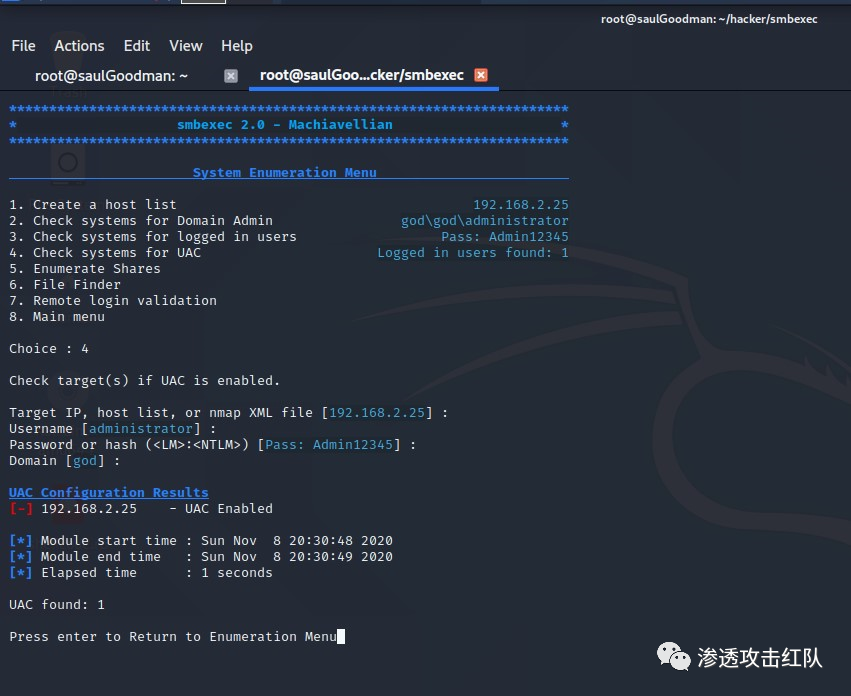 root@saulGoodman: ~/hacker/smbexec
File Actions Edit View Help
root@saulGoodman: ~ root@saulGoo...cker/smbexec
**********************************************************************
* smbexec 2.0 - Machiavellian *
**********************************************************************
System Enumeration Menu
1. Create a host list 192.168.2.25
2. Check systems for Domain Admin god\god\administrator
3. Check systems for logged in users Pass: Admin12345
4. Check systems for UAC Logged in users found: 1
5. Enumerate Shares
6. File Finder
7. Remote login validation
8. Main menu
Choice : 4
Check target(s) if UAC is enabled.
Target IP, host list, or nmap XML file [192.168.2.25] :
Username [administrator] :
Password or hash (<LM>:<NTLM>) [Pass: Admin12345] :
Domain [god] :
UAC Configuration Results
[-] 192.168.2.25 - UAC Enabled
[*] Module start time : Sun Nov 8 20:30:48 2020
[*] Module end time : Sun Nov 8 20:30:49 2020
[*] Elapsed time : 1 seconds
UAC found: 1
Press enter to Return to Enumeration Menu
渗透攻击红队